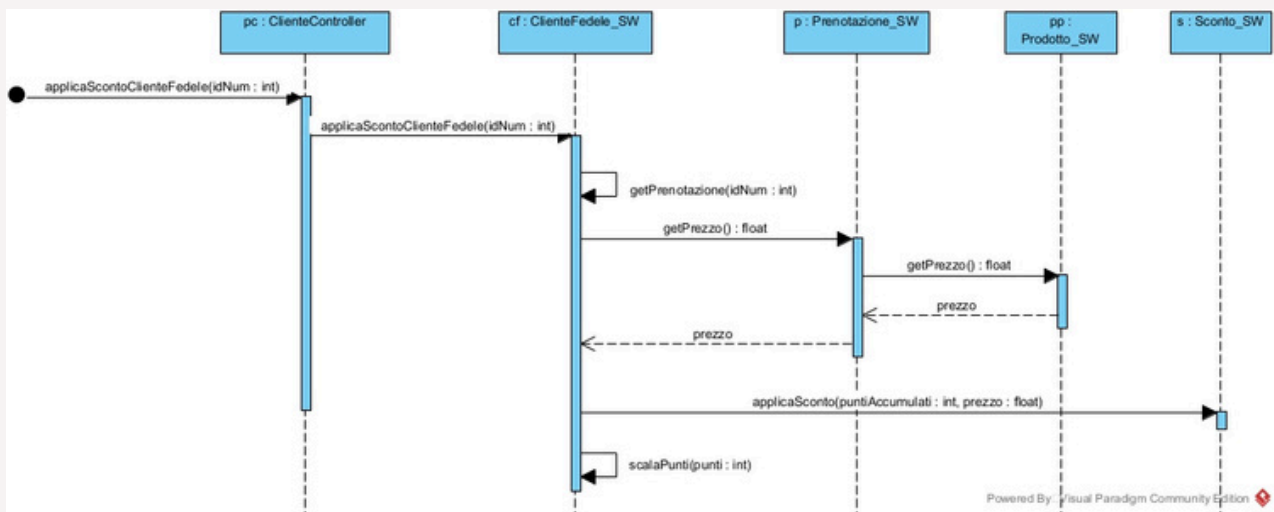 pc : ClienteController
cf : ClienteFedele_SW
p : Prenotazione_SW
pp :
Prodotto_SW
s : Sconto_SW
applicaScontoClienteFedele(idNum : int)
applicaScontoClienteFedele(idNum : int)
getPrenotazione(idNum : int)
getPrezzo() : float
getPrezzo() : float
prezzo
prezzo
applicaSconto(puntiAccumulati : int, prezzo : float)
scalaPunti(punti : int)
Powered By: Visual Paradigm Community Edition